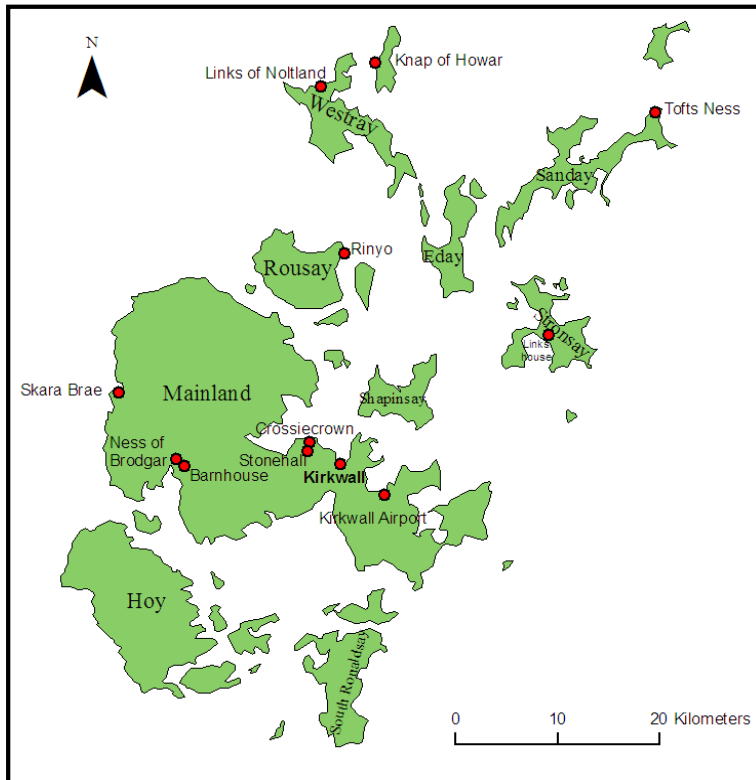 N
Knap of Howar
Links of Noltland
Westray
Tofts Ness
Sanday
Rinyo
Eday
Rousay
Stronsay
Links
house
Skara Brae
Mainland
Shapinsay
Crossiecrown
Ness of
Brodgar
Stonehall
Barnhouse
Kirkwall
Kirkwall Airport
Hoy
South Ronaldsay
0 10 20 Kilometers